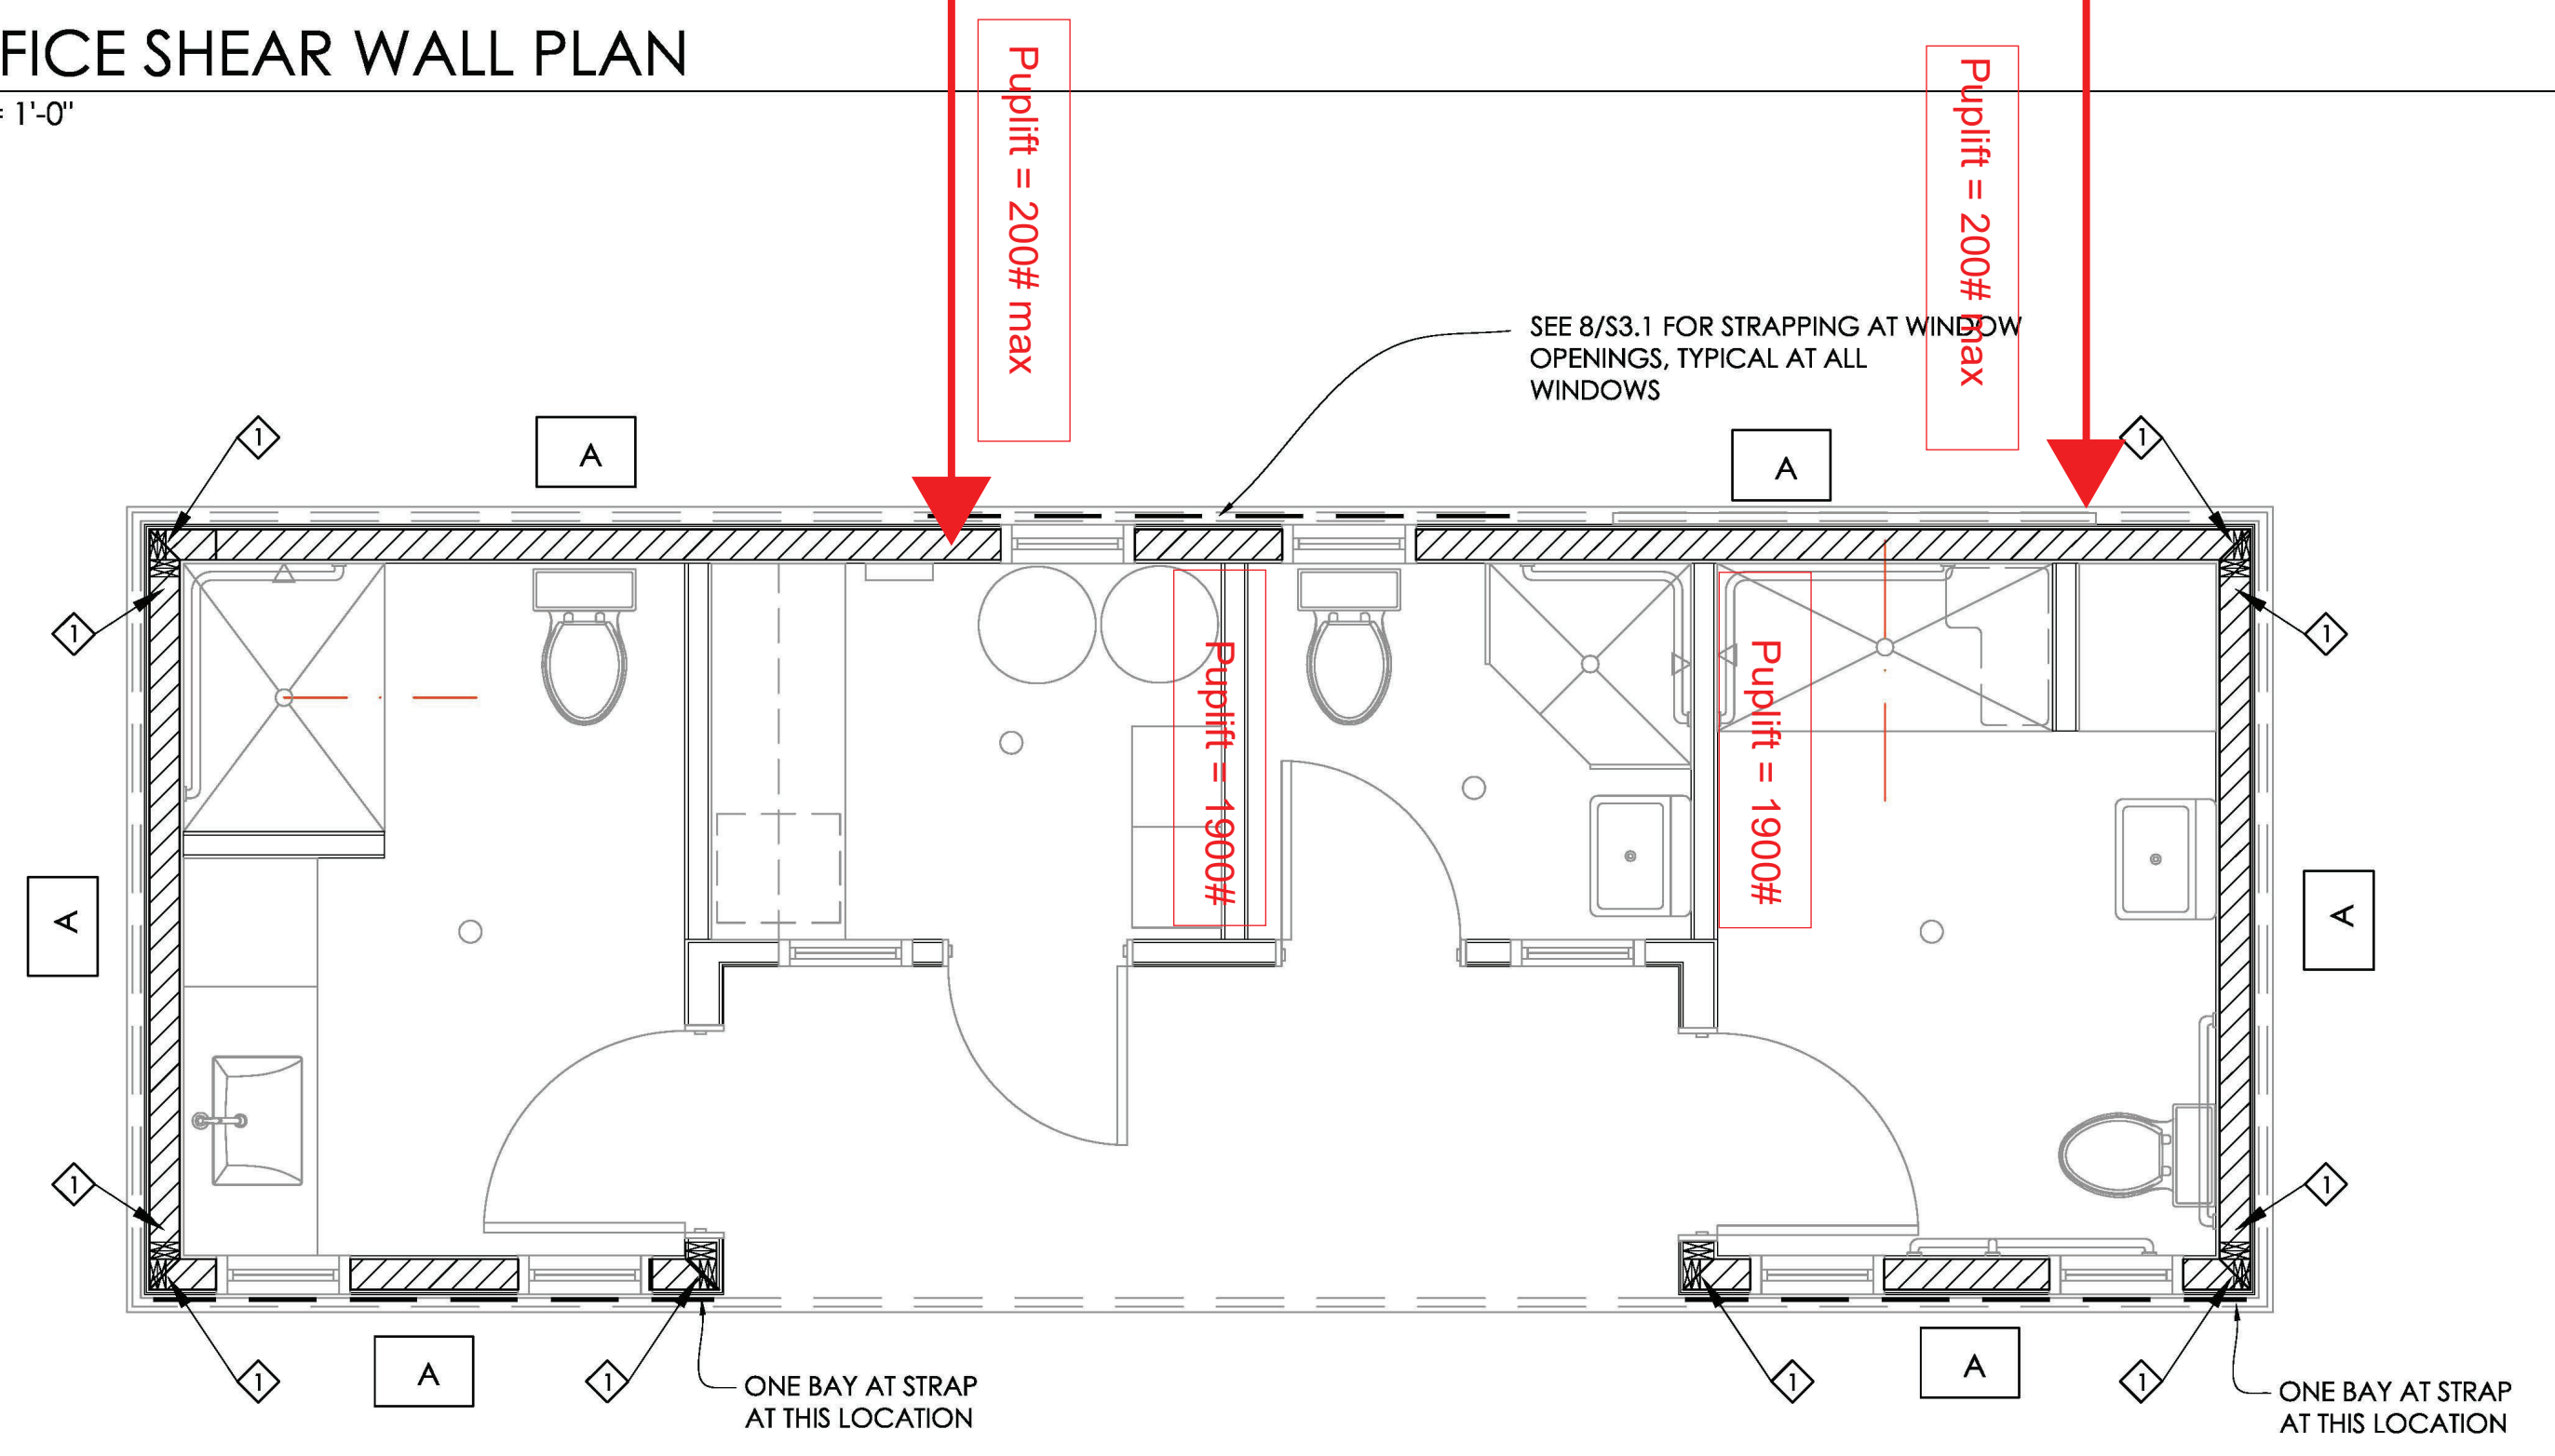 FICE SHEAR WALL PLAN
= 1'-0"
Puplift = 200# max
Puplift = 200# max
SEE 8/S3.1 FOR STRAPPING AT WINDOW
OPENINGS, TYPICAL AT ALL
WINDOWS
1
A
A
1
1
1
Puplift = 1900#
Puplift = 1900#
A
A
1
1
1
A
1
1
A
1
ONE BAY AT STRAP
AT THIS LOCATION
ONE BAY AT STRAP
AT THIS LOCATION